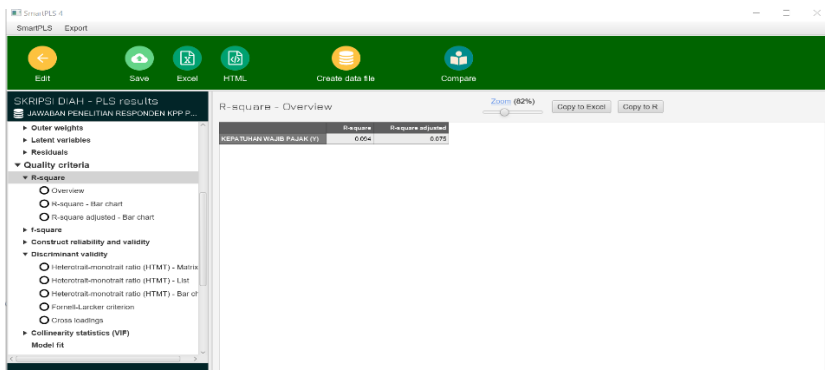 SmartPLS 4
SmartPLS Export
Edit Save Excel HTML Create data file Compare
SKRIPSI DIAH - PLS results
JAWABAN PENELITIAN RESPONDEN KPP P...
Outer weights
Latent variables
Residuals
Quality criteria
R-square
Overview
R-square - Bar chart
R-square adjusted - Bar chart
f-square
Construct reliability and validity
Discriminant validity
Heterotrait-monotrait ratio (HTMT) - Matrix
Heterotrait-monotrait ratio (HTMT) - List
Heterotrait-monotrait ratio (HTMT) - Bar ch
Fornell-Larcker criterion
Cross loadings
Collinearity statistics (VIF)
Model fit
R-square - Overview
Zoom (82%)
Copy to Excel Copy to R
R-square R-square adjusted
KEPATUHAN WAJIB PAJAK (Y) 0.094 0.075